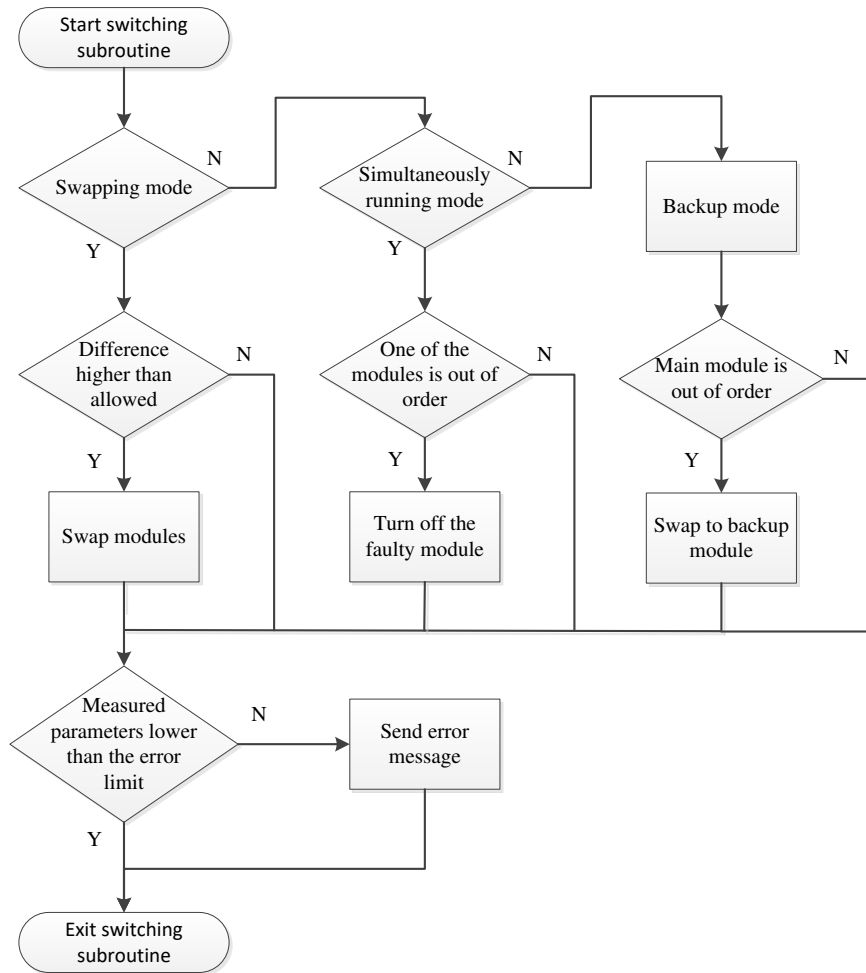 Start switching
subroutine
N
N
Swapping mode
Simultaneously
running mode
Backup mode
Y
Y
Difference
higher than
allowed
N
One of the
modules is out of
order
N
Main module is
out of order
N
Y
Y
Y
Swap modules
Turn off the
faulty module
Swap to backup
module
Measured
parameters lower
than the error
limit
N
Send error
message
Y
Exit switching
subroutine